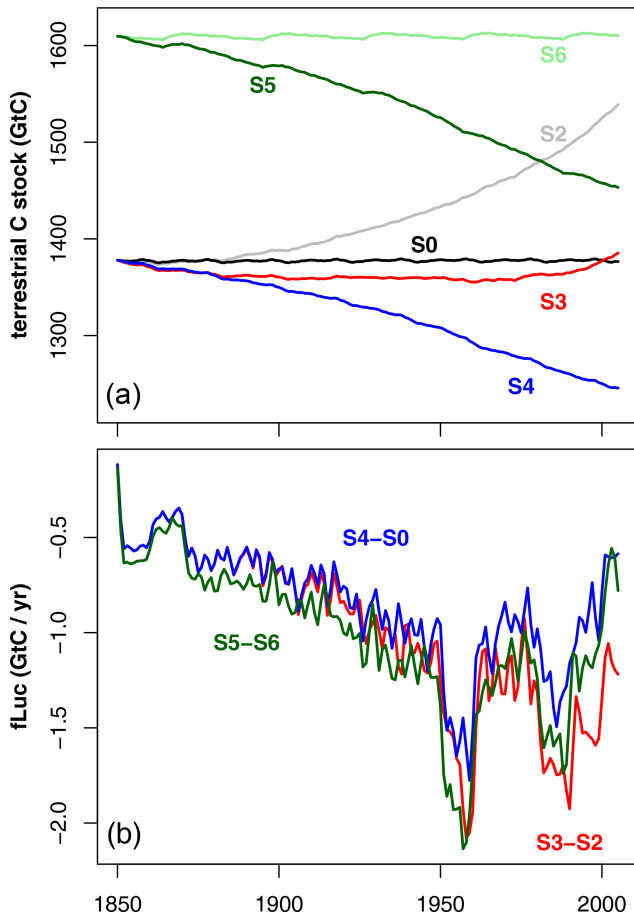 1600
1500
1400
1300
terrestrial C stock (GtC)
S6
S5
S2
S0
S3
S4
(a)
−0.5
−1.0
−1.5
−2.0
fLuc (GtC / yr)
S4−S0
S5−S6
S3−S2
(b)
1850 1900 1950 2000